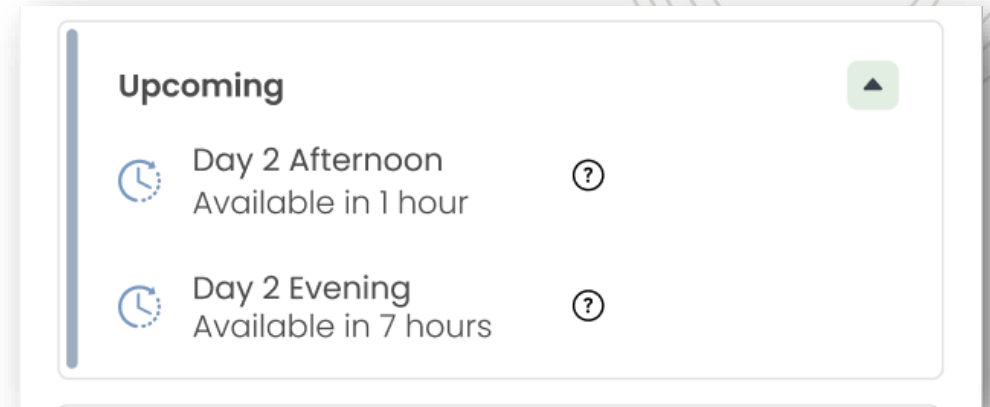 Upcoming
Day 2 Afternoon
?
Available in 1 hour
Day 2 Evening
?
Available in 7 hours